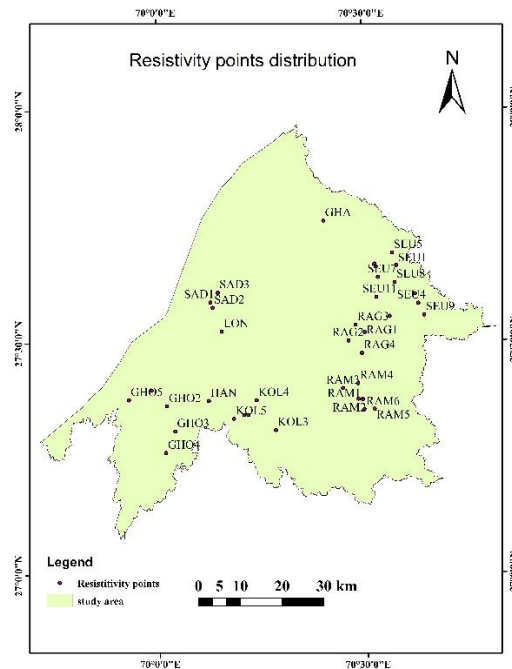 70°0'0"E 70°30'0"E
Resistivity points distribution
N
28°0'0"N
GHA
SEU5
SEU1
SEU7
SAD3
SEU11
SEU4
SAD1
SAD2
SEU9
RAG3
LON
RAG2
RAG1
27°30'0"N
RAG4
RAM3
RAM4
GHO5
GHO2
HAN
KOL4
RAM1
RAM6
KOL5
RAM2
RAM5
GHO3
KOL3
GHO4
Legend
Resistitivity points
study area
0 5 10 20 30 km
27°0'0"N
70°0'0"E 70°30'0"E